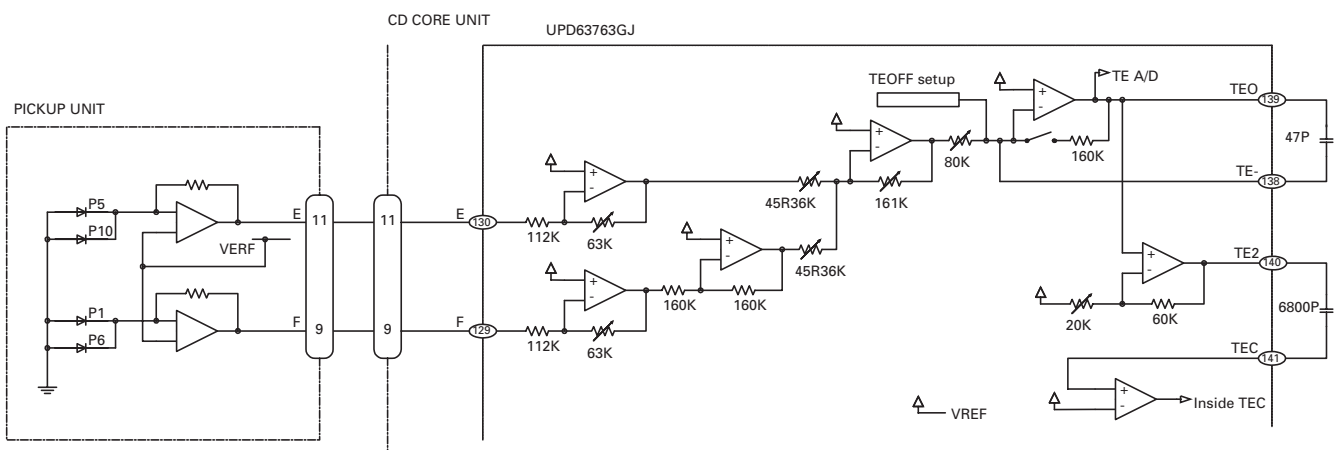 CD CORE UNIT
UPD63763GJ
TEOFF setup
TE A/D
TEO
139
PICKUP UNIT
47P
160K
80K
TE-
138
P5
P10
E
11
11
E
130
VERF
112K
63K
45R36K
161K
45R36K
TE2
140
P1
P6
F
9
9
F
129
112K
63K
160K
160K
20K
60K
6800P
TEC
141
VREF
Inside TEC
+
-
+
-
+
-
+
-
+
-
+
-
+
-